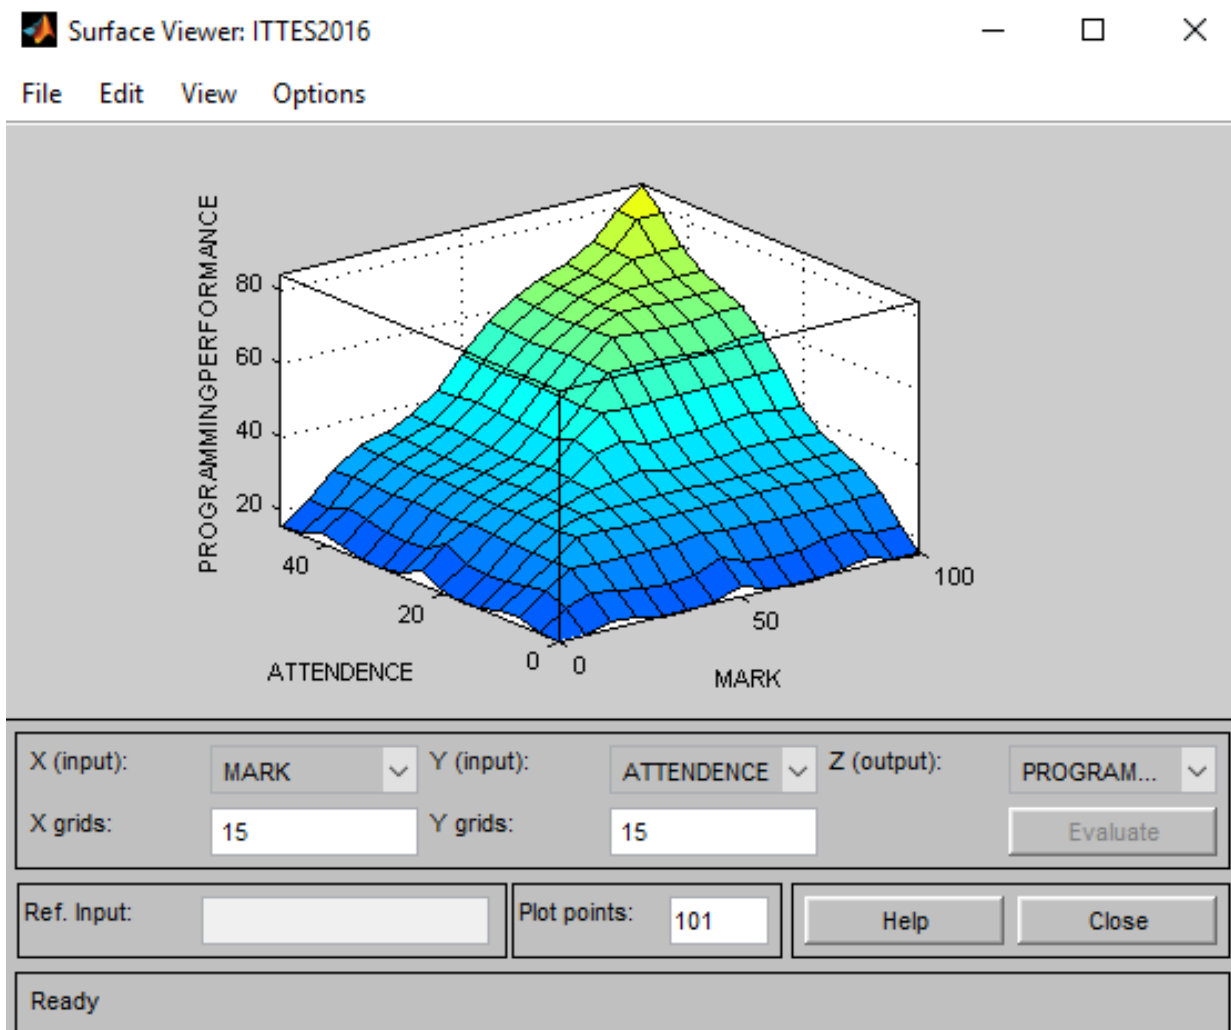 Surface Viewer: ITTES2016
File Edit View Options
PROGRAMMINGPERFORMANCE
80
60
40
20
40
20
0
0
50
100
ATTENDENCE
MARK
X (input): MARK Y (input): ATTENDENCE Z (output): PROGRAM...
X grids: 15 Y grids: 15 Evaluate
Ref. Input: Plot points: 101 Help Close
Ready